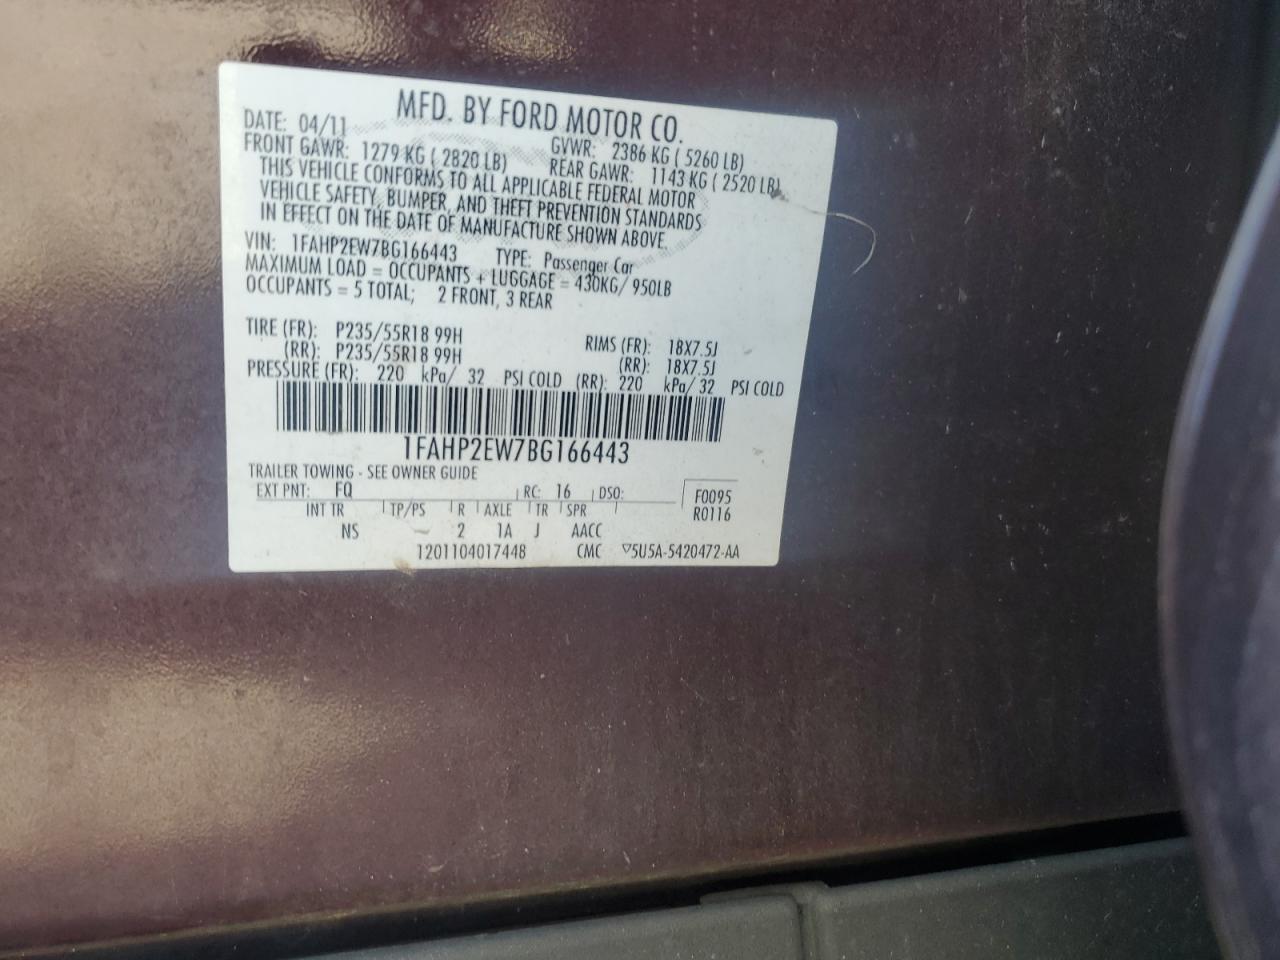 MFD. BY FORD MOTOR CO.
DATE: 04/11 GVWR: 2386 KG ( 5260 LB)
FRONT GAWR: 1279 KG ( 2820 LB) REAR GAWR: 1143 KG ( 2520 LB)
THIS VEHICLE CONFORMS TO ALL APPLICABLE FEDERAL MOTOR
VEHICLE SAFETY, BUMPER, AND THEFT PREVENTION STANDARDS
IN EFFECT ON THE DATE OF MANUFACTURE SHOWN ABOVE.
VIN: 1FAHP2EW7BG166443 TYPE: Passenger Car
MAXIMUM LOAD = OCCUPANTS + LUGGAGE = 430KG/ 950LB
OCCUPANTS = 5 TOTAL; 2 FRONT, 3 REAR
TIRE (FR): P235/55R18 99H RIMS (FR): 18X7.5J
(RR): P235/55R18 99H (RR): 18X7.5J
PRESSURE (FR): 220 kPa/ 32 PSI COLD (RR): 220 kPa/ 32 PSI COLD
1FAHP2EW7BG166443
TRAILER TOWING - SEE OWNER GUIDE
EXT PNT: FQ RC: 16 DSO: F0095
INT TR TP/PS R AXLE TR SPR R0116
NS – 2 1A J AACC
1201104017448 CMC ▽5U5A-5420472-AA